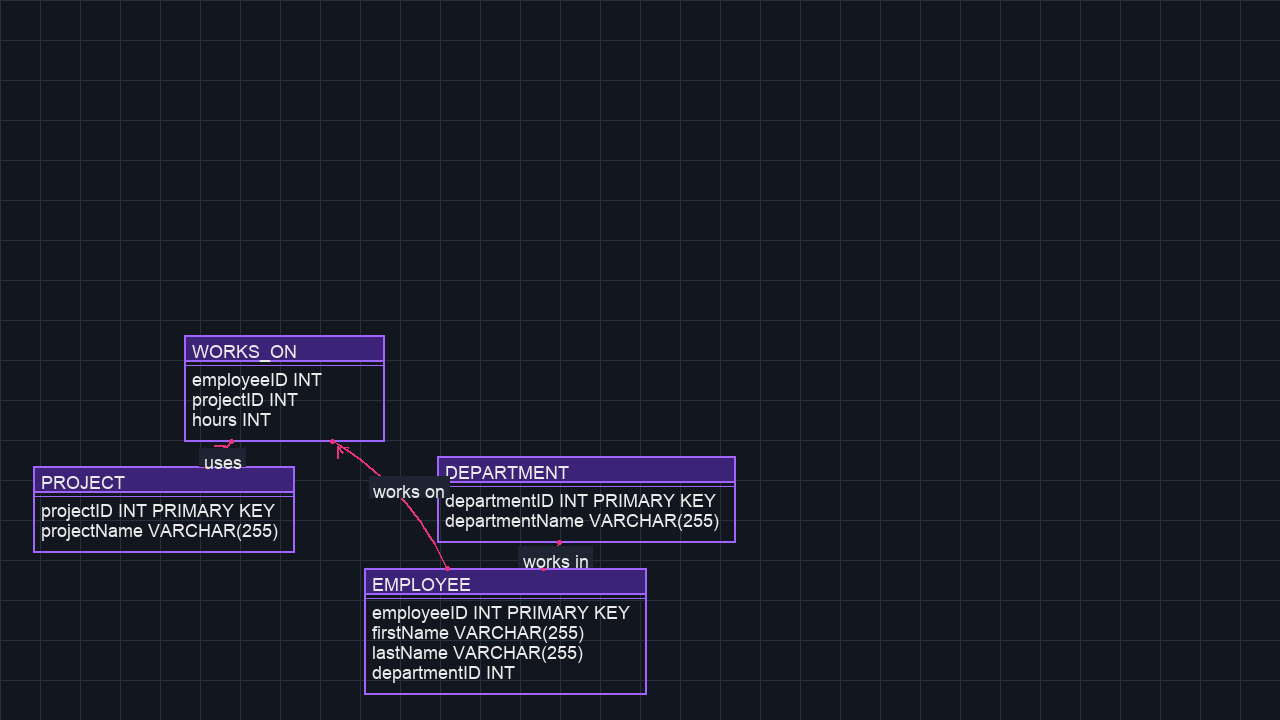 WORKS_ON
employeeID INT
projectID INT
hours INT
uses
PROJECT
projectID INT PRIMARY KEY
projectName VARCHAR(255)
works on
DEPARTMENT
departmentID INT PRIMARY KEY
departmentName VARCHAR(255)
works in
EMPLOYEE
employeeID INT PRIMARY KEY
firstName VARCHAR(255)
lastName VARCHAR(255)
departmentID INT